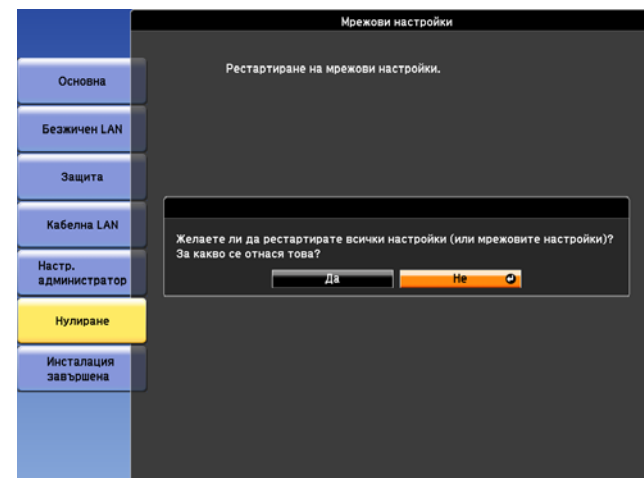 Мрежови настройки
Рестартиране на мрежови настройки.
Основна
Безжичен LAN
Защита
Кабелна LAN
Настр.
администратор
Нулиране
Инсталация
завършена
Желаете ли да рестартирате всички настройки (или мрежовите настройки)?
За какво се отнася това?
Да
Не